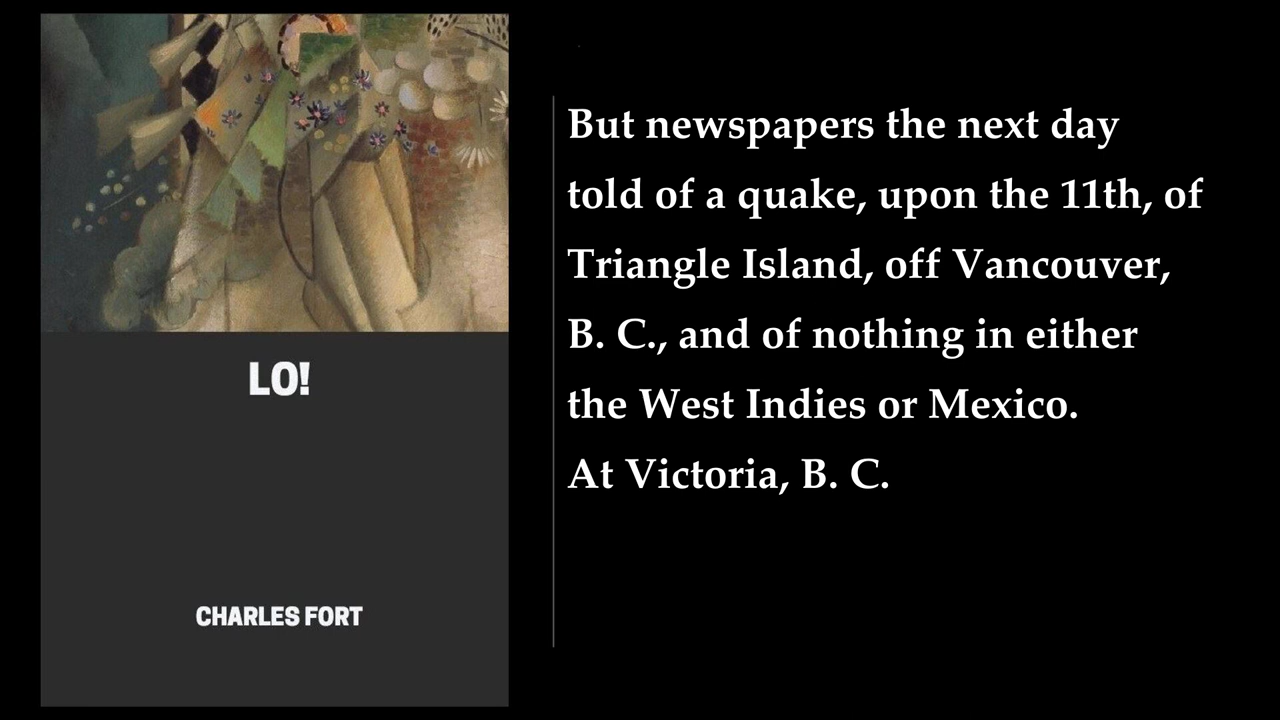 LO!
CHARLES FORT
But newspapers the next day
told of a quake, upon the 11th, of
Triangle Island, off Vancouver,
B. C., and of nothing in either
the West Indies or Mexico.
At Victoria, B. C.